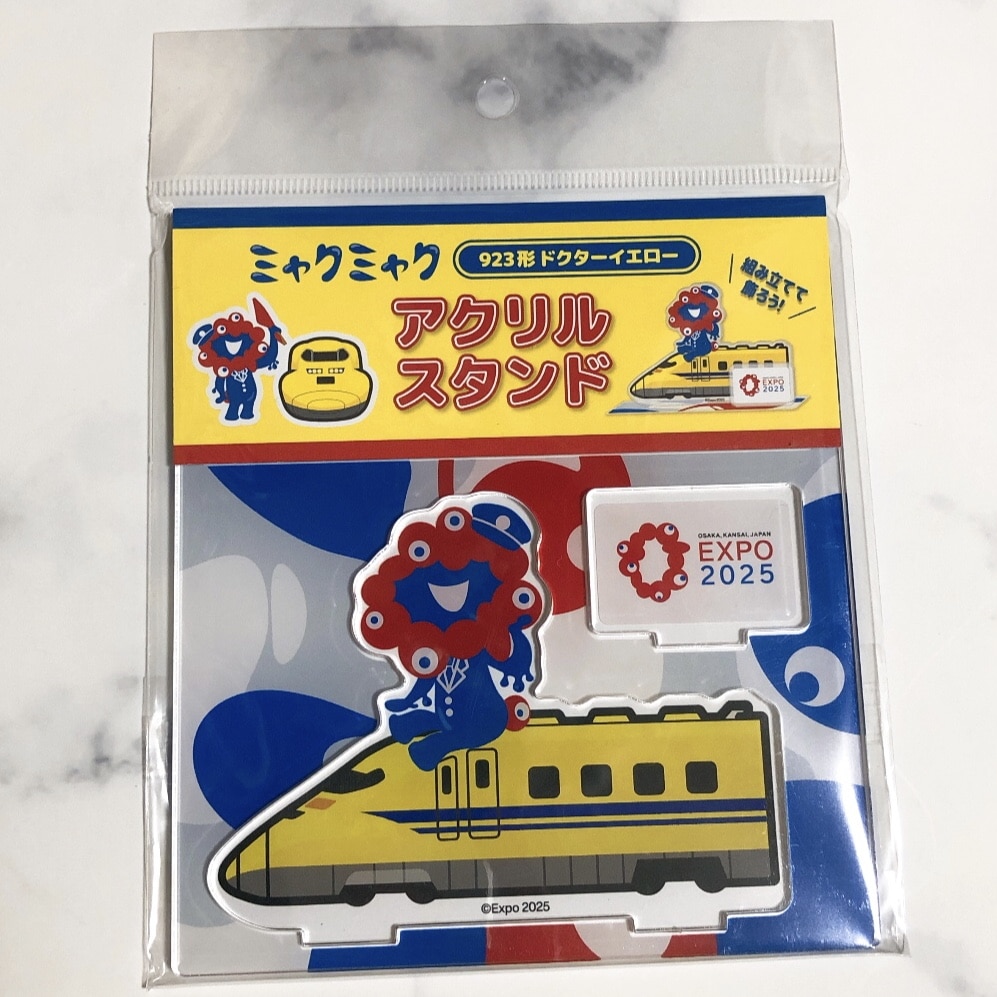 ミャクミャク
923形 ドクターイエロー
アクリル
スタンド
組み立てて
飾ろう!
EXPO
2025
OSAKA, KANSAI, JAPAN
EXPO
2025
©Expo 2025